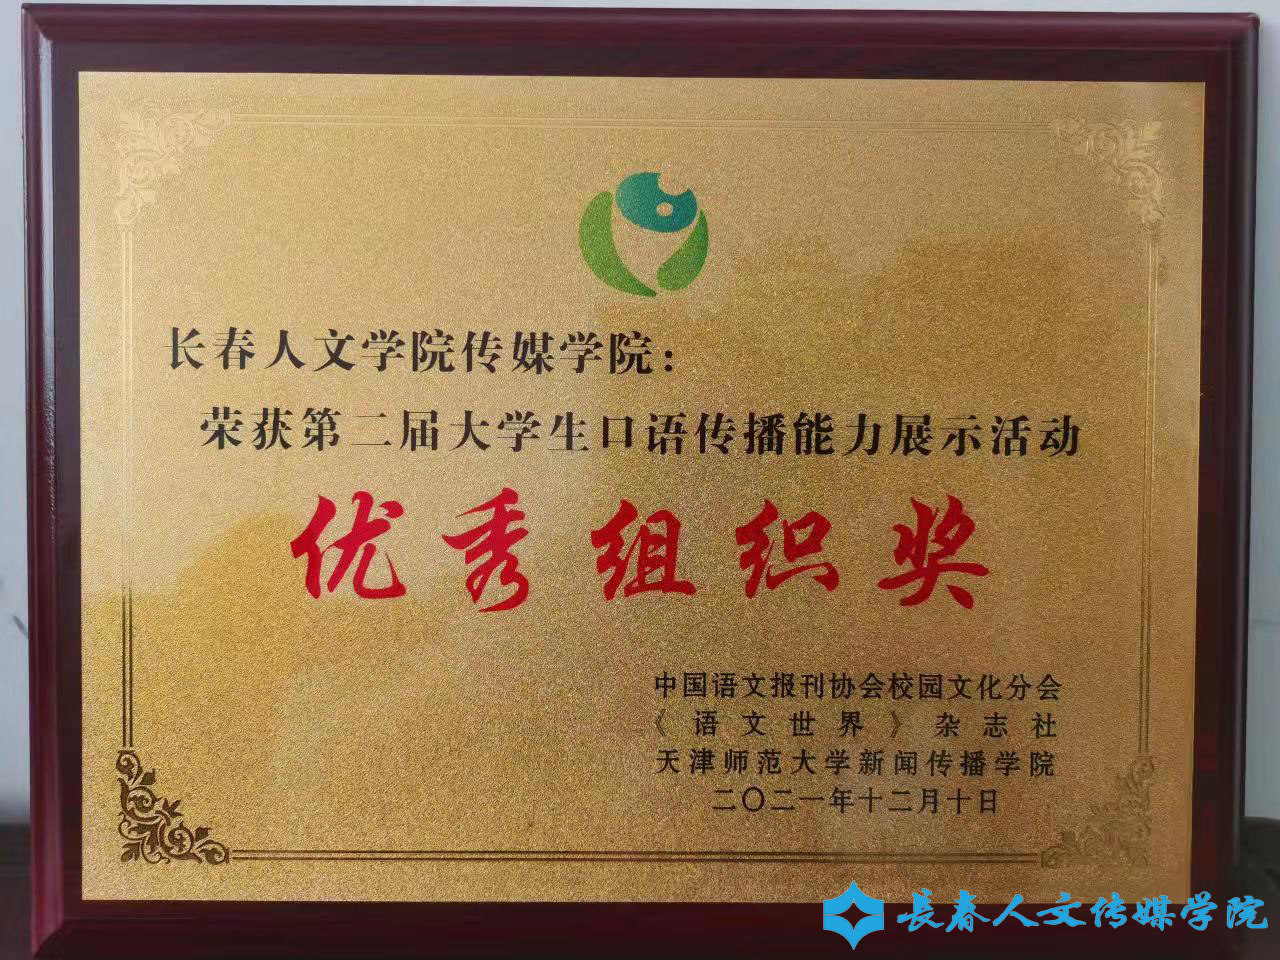 长春人文学院传媒学院：
荣获第二届大学生口语传播能力展示活动
优秀组织奖
中国语文报刊协会校园文化分会
《语文世界》杂志社
天津师范大学新闻传播学院
二〇二一年十二月十日
長春人文传媒学院